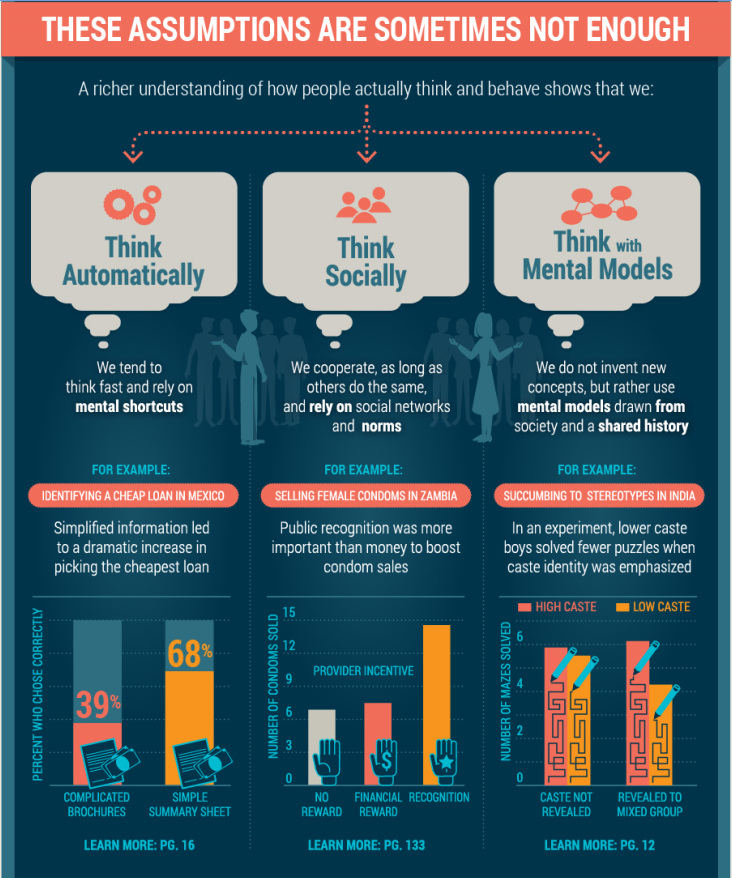 THESE ASSUMPTIONS ARE SOMETIMES NOT ENOUGH
A richer understanding of how people actually think and behave shows that we:
Think
Automatically
We tend to
think fast and rely on
mental shortcuts
FOR EXAMPLE:
IDENTIFYING A CHEAP LOAN IN MEXICO
Simplified information led
to a dramatic increase in
picking the cheapest loan
PERCENT WHO CHOSE CORRECTLY
39%
68%
COMPLICATED
BROCHURES
SIMPLE
SUMMARY SHEET
LEARN MORE: PG. 16
Think
Socially
We cooperate, as long as
others do the same,
and rely on social networks
and norms
FOR EXAMPLE:
SELLING FEMALE CONDOMS IN ZAMBIA
Public recognition was more
important than money to boost
condom sales
NUMBER OF CONDOMS SOLD
15
12
9
6
3
0
PROVIDER INCENTIVE
$
NO
REWARD
FINANCIAL
REWARD
RECOGNITION
LEARN MORE: PG. 133
Think with
Mental Models
We do not invent new
concepts, but rather use
mental models drawn from
society and a shared history
FOR EXAMPLE:
SUCCUMBING TO STEREOTYPES IN INDIA
In an experiment, lower caste
boys solved fewer puzzles when
caste identity was emphasized
HIGH CASTE
LOW CASTE
NUMBER OF MAZES SOLVED
6
4
2
0
CASTE NOT
REVEALED
REVEALED TO
MIXED GROUP
LEARN MORE: PG. 12